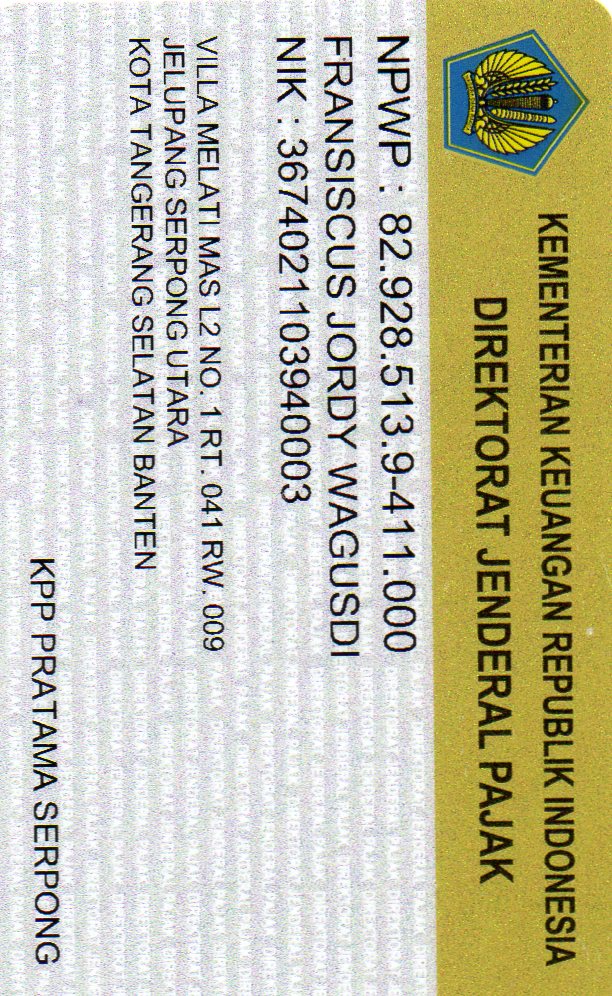 KEMENTERIAN KEUANGAN REPUBLIK INDONESIA
DIREKTORAT JENDERAL PAJAK
NPWP : 82.928.513.9-411.000
FRANSISCUS JORDY WAGUSDI
NIK : 3674021103940003
VILLA MELATI MAS L2 NO. 1 RT. 041 RW. 009
JELUPANG SERPONG UTARA
KOTA TANGERANG SELATAN BANTEN
KPP PRATAMA SERPONG